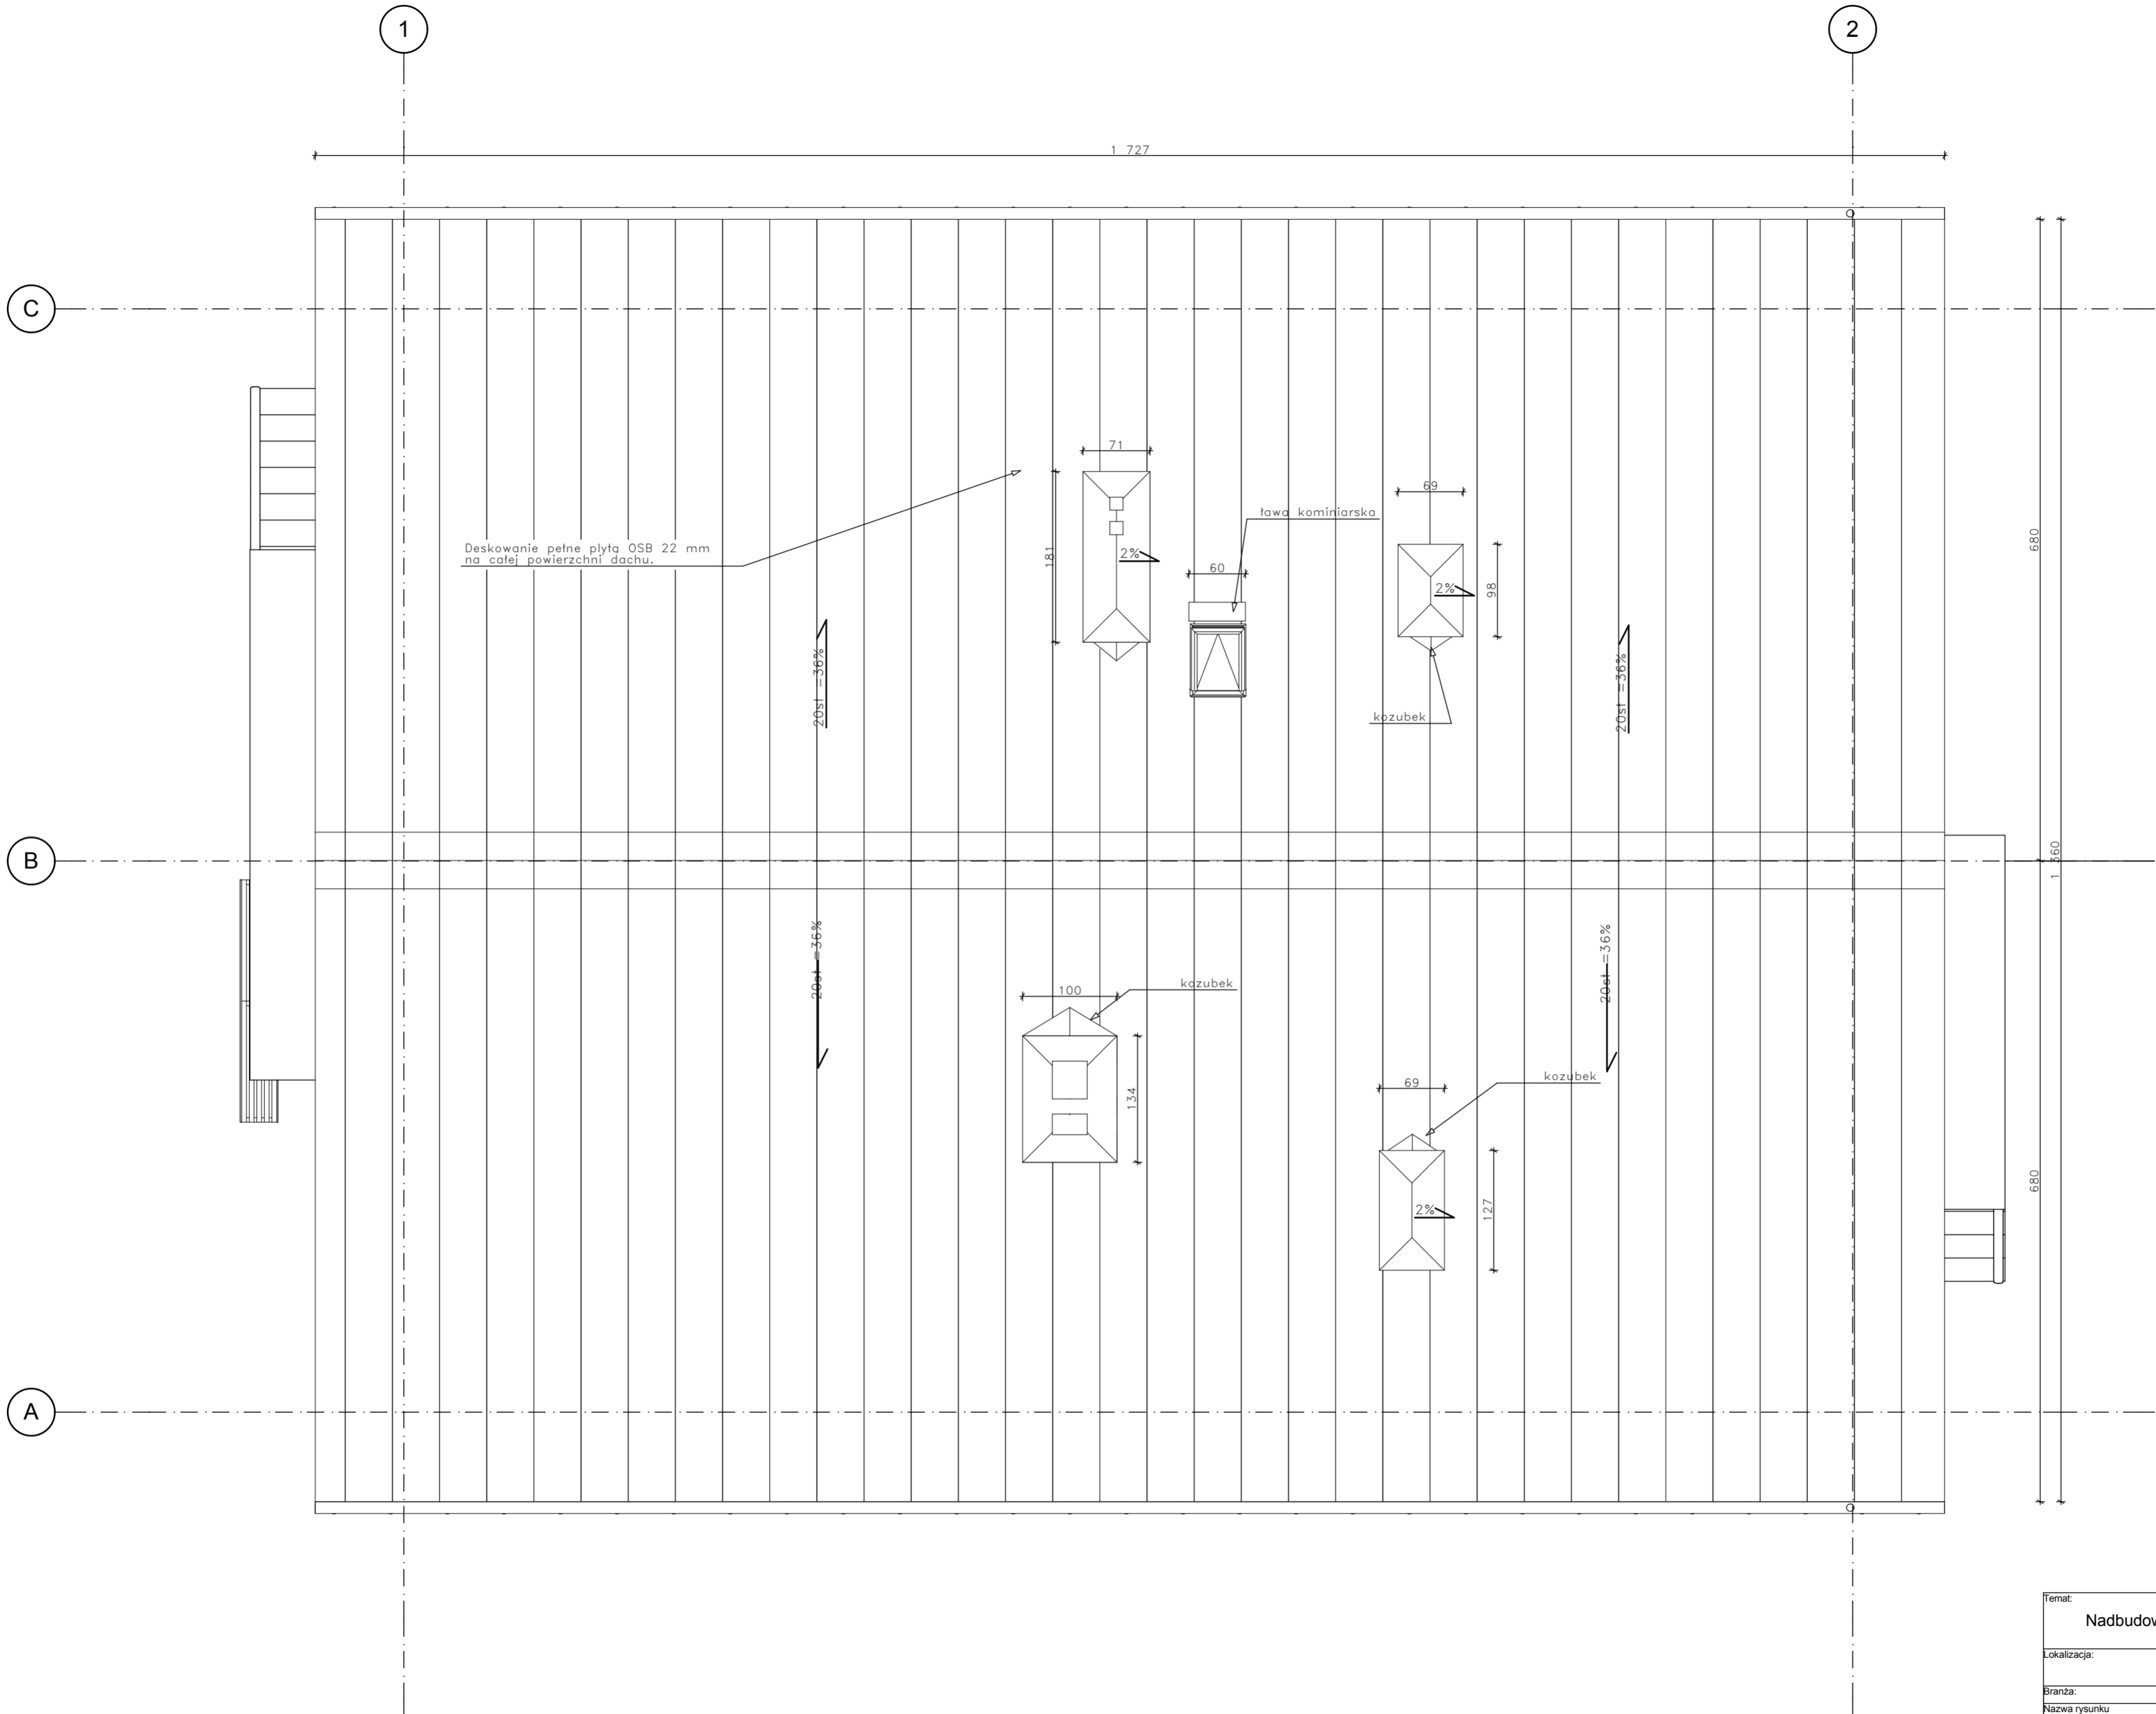 1
2
1 727
C
71
69
ława kominiarska
Deskowanie pełne plytą OSB 22 mm
na całej powierzchni dachu.
181
2%
60
2%
98
680
20st =36%
20st =36%
kozubek
B
1 360
20st =36%
20st =36%
100
kozubek
134
69
kozubek
2%
127
680
A
Temat:
Nadbudow
Lokalizacja:
Branża:
Nazwa rysunku